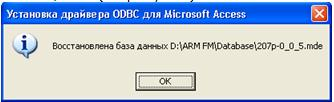 Установка драйвера ODBC для Microsoft Access
Восстановлена база данных D:\ARM FM\Database\207p-0_0_5.mde
OK